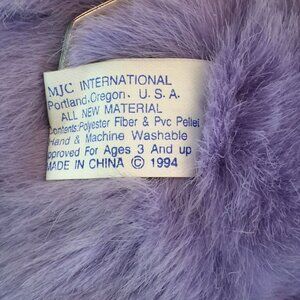 MJC INTERNATIONAL
Portland, Oregon, U. S. A.
ALL NEW MATERIAL
Contents: Polyester Fiber & Pvc Pellet
Hand & Machine Washable
pproved For Ages 3 And up
MADE IN CHINA © 1994